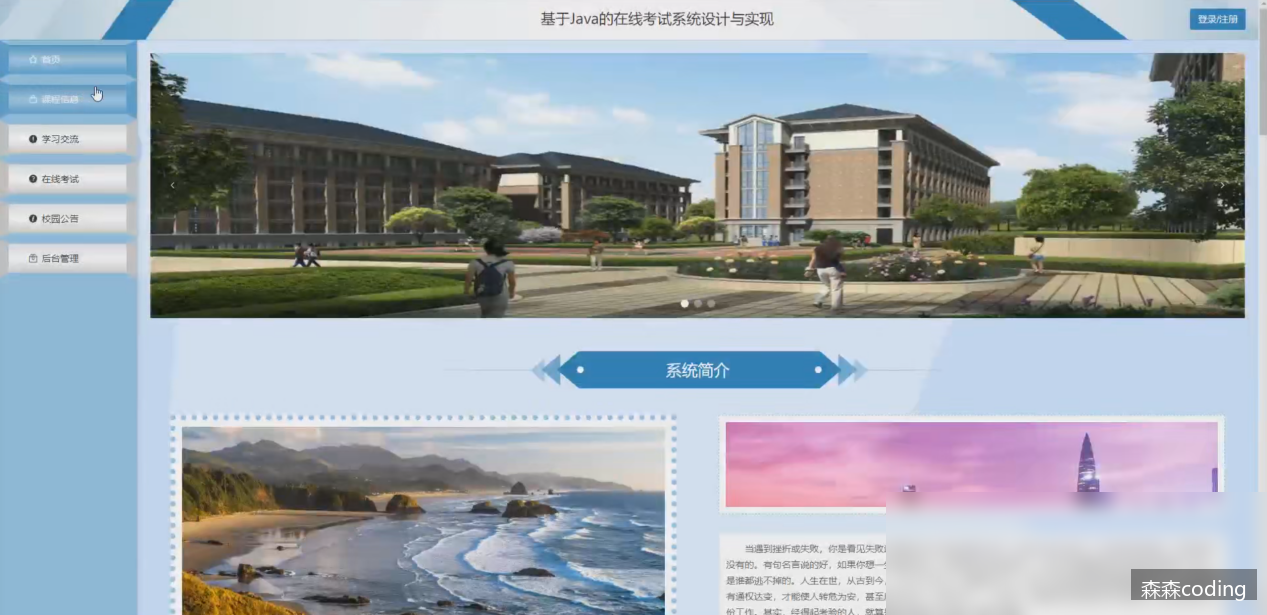 基于Java的在线考试系统设计与实现
登录/注册
首页
课程信息
学习交流
在线考试
校园公告
后台管理
系统简介
当遇到挫折或失败，你是看见失败
没有的。有句名言说的好，如果你想一
是谁都逃不掉的。人生在世，从古到今，
有通权达变，才能使人转危为安，甚至
份工作。其实，经得起考验的人，就算
森森coding